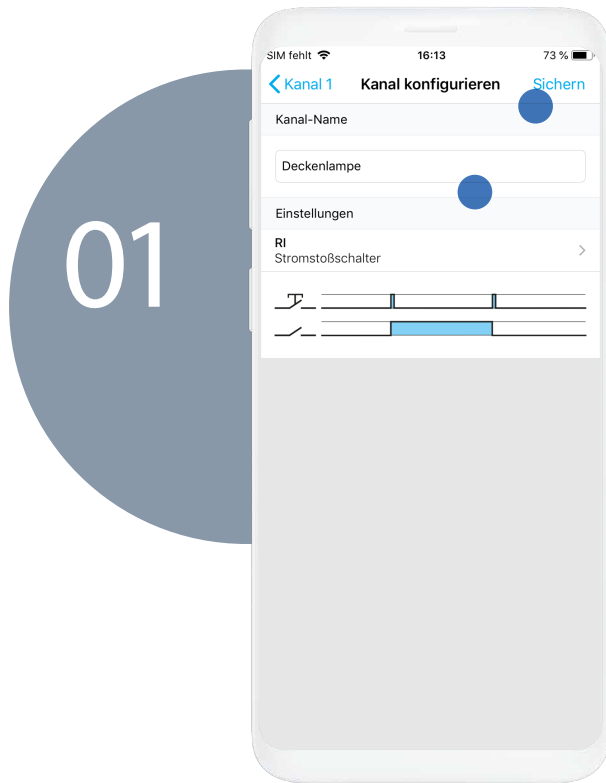 01
SIM fehlt 16:13 73 %
Kanal 1 Kanal konfigurieren Sichern
Kanal-Name
Deckenlampe
Einstellungen
RI
Stromstoßschalter